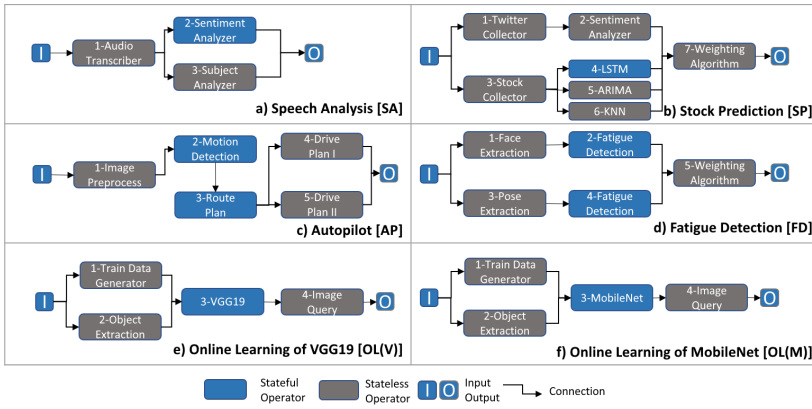 I
1-Audio
Transcriber
2-Sentiment
Analyzer
3-Subject
Analyzer
O
a) Speech Analysis [SA]
I
1-Twitter
Collector
2-Sentiment
Analyzer
3-Stock
Collector
4-LSTM
5-ARIMA
6-KNN
7-Weighting
Algorithm
O
b) Stock Prediction [SP]
I
1-Image
Preprocess
2-Motion
Detection
3-Route
Plan
4-Drive
Plan I
5-Drive
Plan II
O
c) Autopilot [AP]
I
1-Face
Extraction
2-Fatigue
Detection
3-Pose
Extraction
4-Fatigue
Detection
5-Weighting
Algorithm
O
d) Fatigue Detection [FD]
I
1-Train Data
Generator
2-Object
Extraction
3-VGG19
4-Image
Query
O
e) Online Learning of VGG19 [OL(V)]
I
1-Train Data
Generator
2-Object
Extraction
3-MobileNet
4-Image
Query
O
f) Online Learning of MobileNet [OL(M)]
Stateful
Operator
Stateless
Operator
I O
Input
Output
Connection